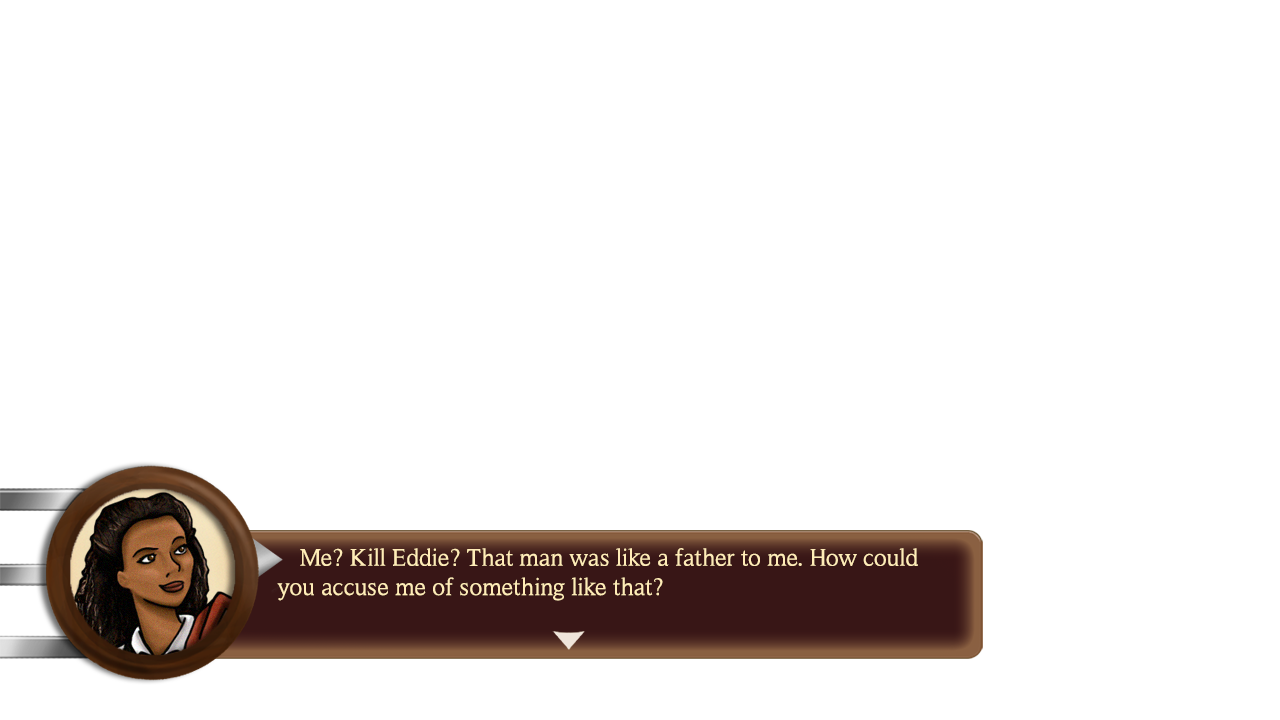 Me? Kill Eddie? That man was like a father to me. How could
you accuse me of something like that?